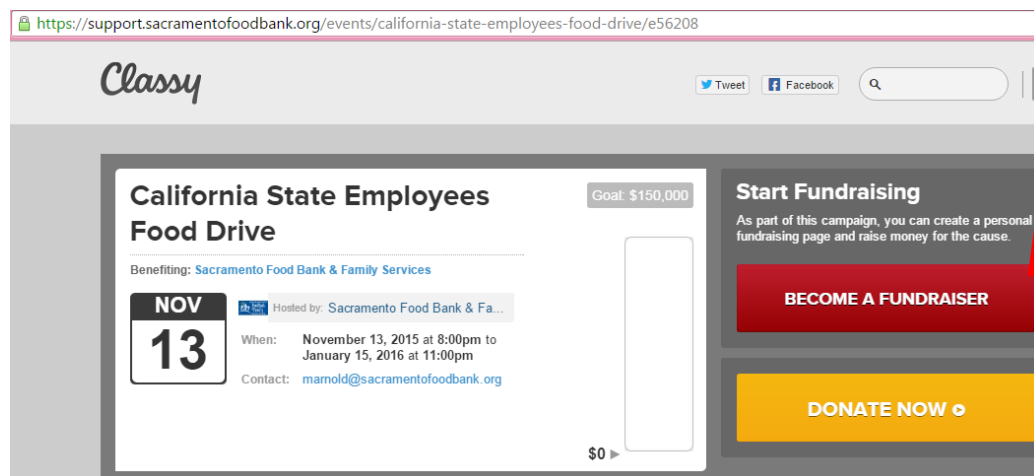 https://support.sacramentofoodbank.org/events/california-state-employees-food-drive/e56208
Classy
Tweet
Facebook
California State Employees
Food Drive
Goal: $150,000
Benefiting: Sacramento Food Bank & Family Services
NOV
13
Hosted by: Sacramento Food Bank & Fa...
When: November 13, 2015 at 8:00pm to
January 15, 2016 at 11:00pm
Contact: marnold@sacramentofoodbank.org
$0
Start Fundraising
As part of this campaign, you can create a personal
fundraising page and raise money for the cause.
BECOME A FUNDRAISER
DONATE NOW